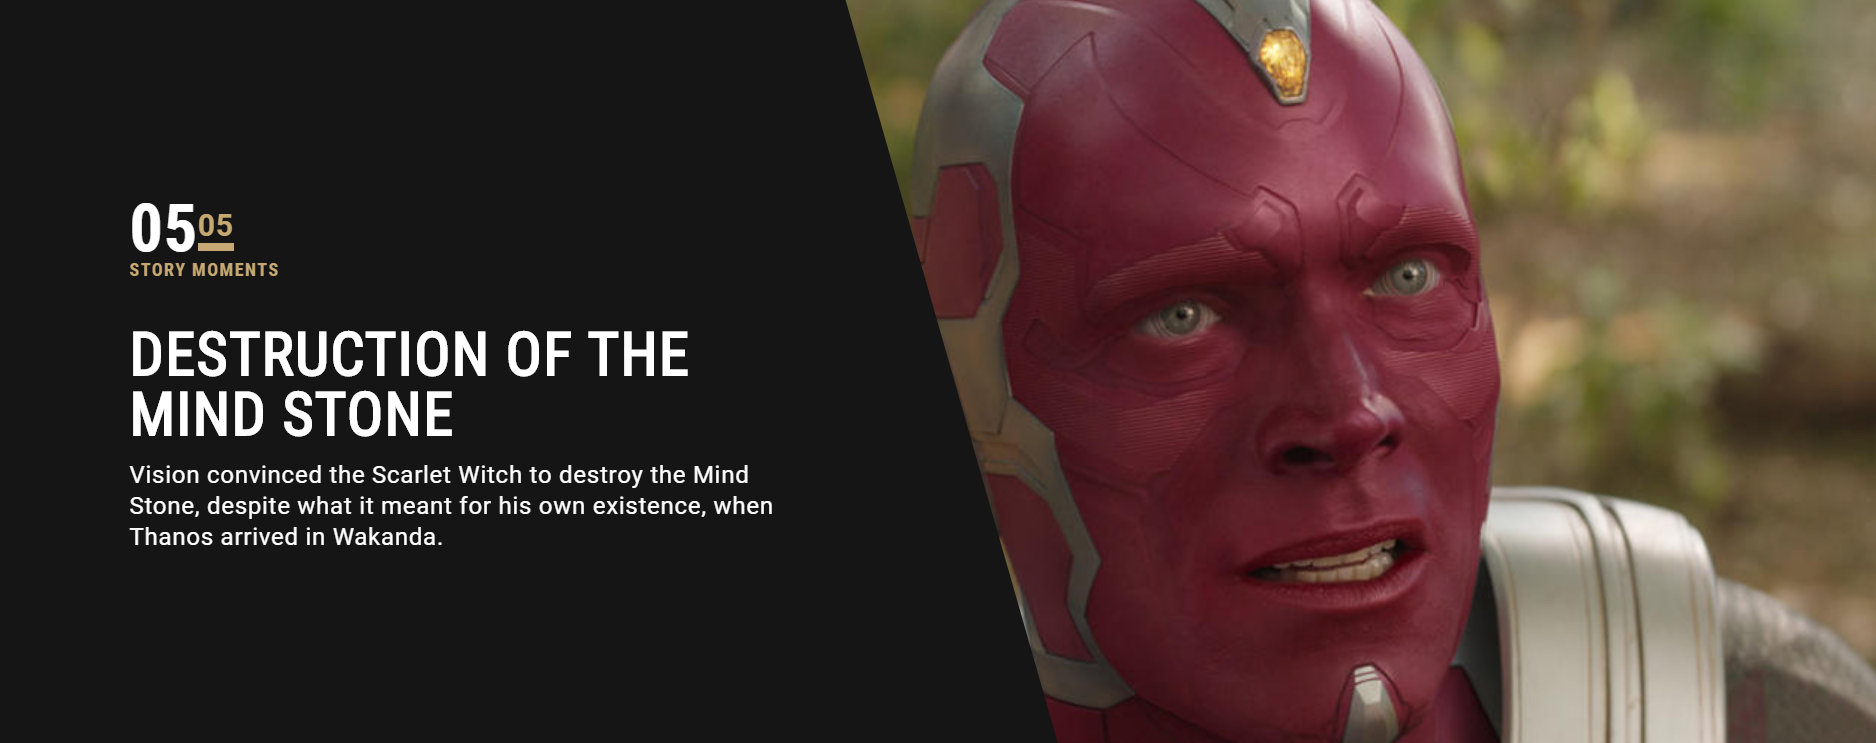 0505
STORY MOMENTS
DESTRUCTION OF THE
MIND STONE
Vision convinced the Scarlet Witch to destroy the Mind
Stone, despite what it meant for his own existence, when
Thanos arrived in Wakanda.